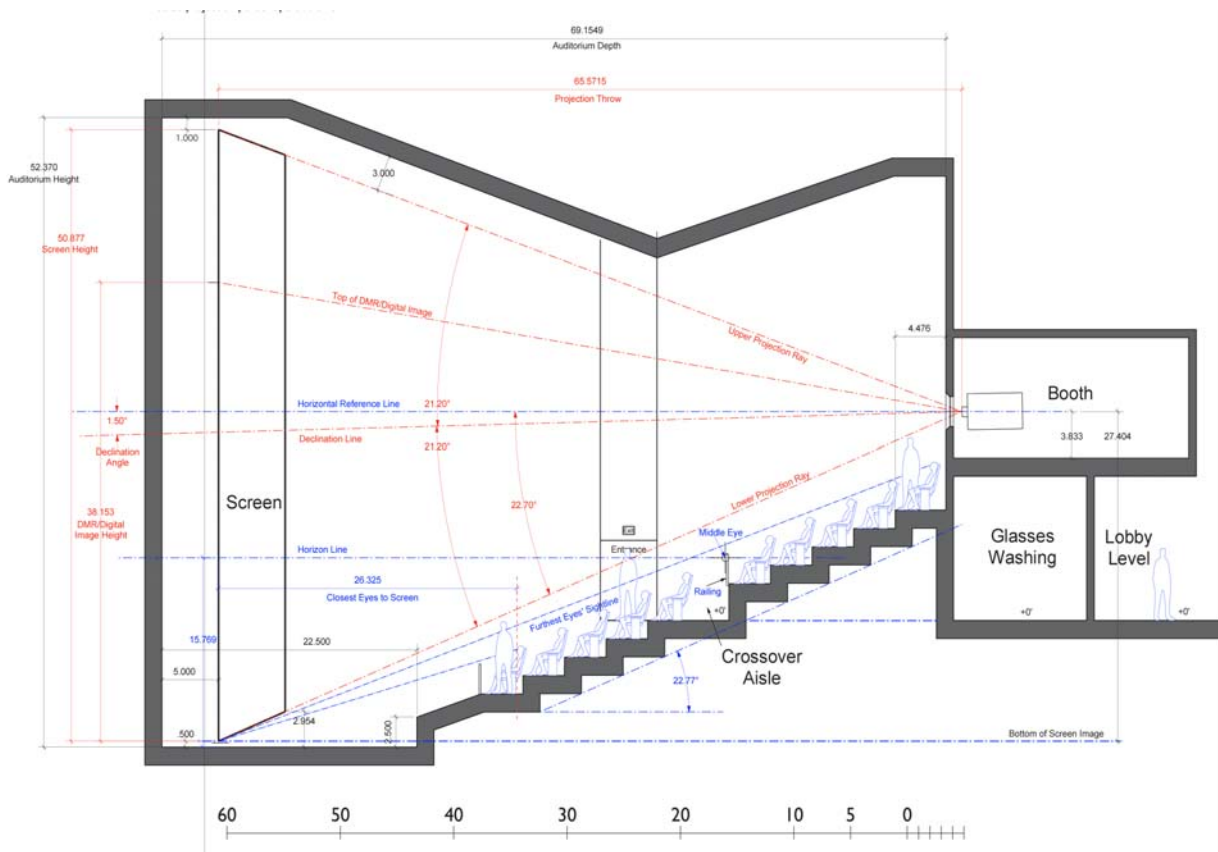 69.1549
Auditorium Depth
65.5715
Projection Throw
1.000
52.370
Auditorium Height
3.000
50.877
Screen Height
Top of DMR/Digital Image
Upper Projection Ray
4.476
Booth
Horizontal Reference Line
21.20°
1.50°
Declination Line
21.20°
Declination
Angle
3.833
27.404
Screen
22.70°
Lower Projection Ray
38.153
DMR/Digital
Image Height
Exit
Middle Eye
Glasses
Washing
Lobby
Level
Horizon Line
Entrance
26.325
Closest Eyes to Screen
Railing
Furthest Eyes' Sightline
+0'
+0'
+0'
15.769
22.500
Crossover
Aisle
5.000
22.77°
2.954
2.500
.500
Bottom of Screen Image
60
50
40
30
20
10
5
0